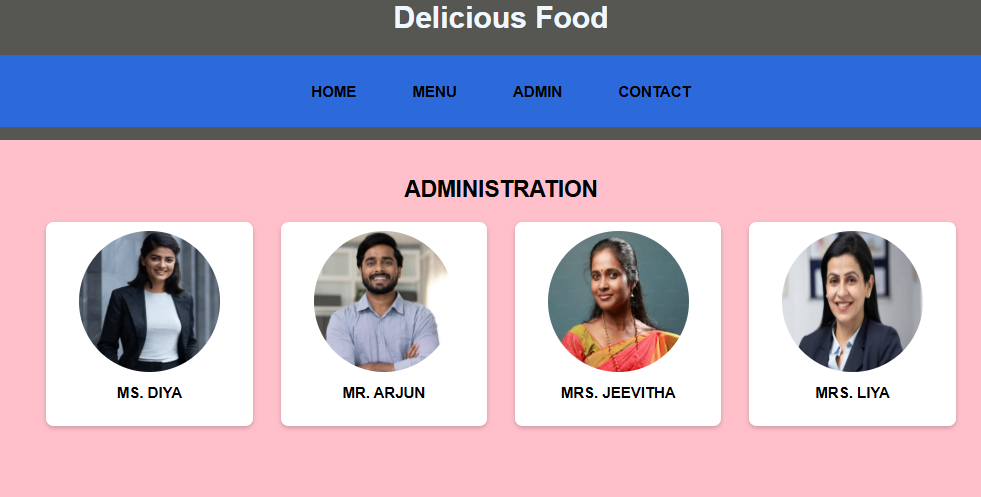 Delicious Food
HOME MENU ADMIN CONTACT
ADMINISTRATION
MS. DIYA MR. ARJUN MRS. JEEVITHA MRS. LIYA